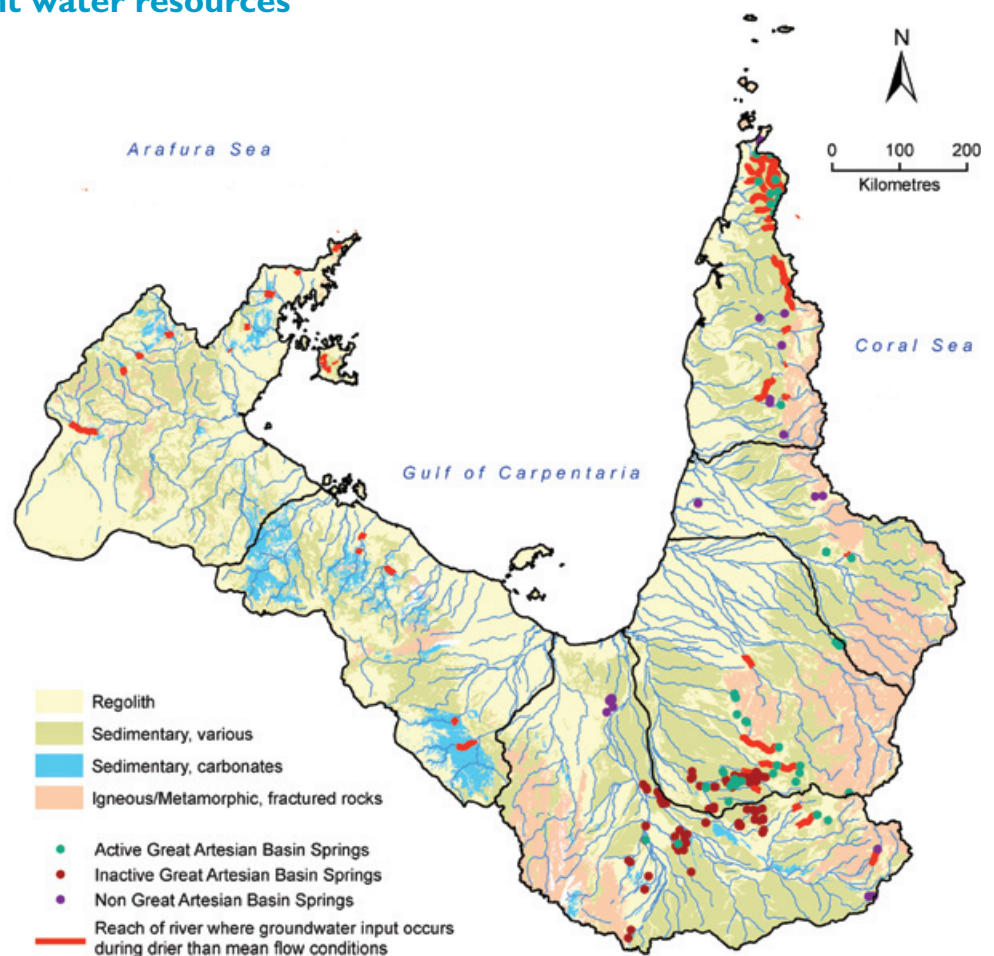 nt water resources
N
Arafura Sea
0 100 200
Kilometres
Coral Sea
Gulf of Carpentaria
Regolith
Sedimentary, various
Sedimentary, carbonates
Igneous/Metamorphic, fractured rocks
Active Great Artesian Basin Springs
Inactive Great Artesian Basin Springs
Non Great Artesian Basin Springs
Reach of river where groundwater input occurs
during drier than mean flow conditions